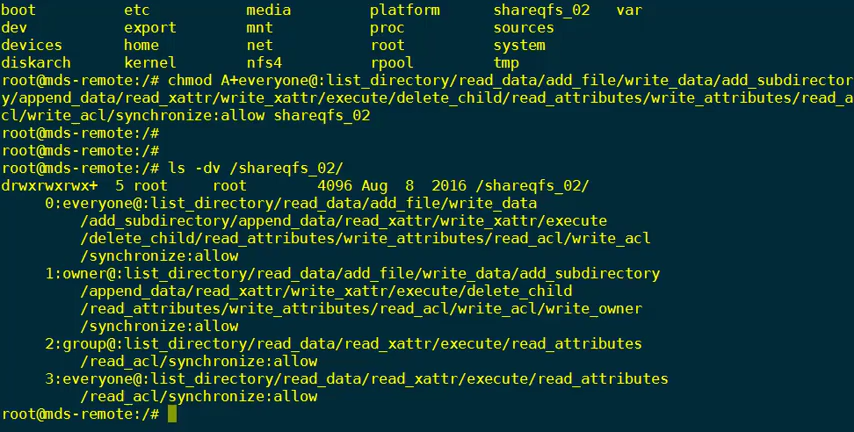 boot          etc        media         platform      shareqfs_02   var
dev           export     mnt           proc          sources
devices       home       net           root          system
diskarch      kernel     nfs4          rpool         tmp
root@mds-remote:/# chmod A+everyone@:list_directory/read_data/add_file/write_data/add_subdirector
y/append_data/read_xattr/write_xattr/execute/delete_child/read_attributes/write_attributes/read_a
cl/write_acl/synchronize:allow shareqfs_02
root@mds-remote:/#
root@mds-remote:/#
root@mds-remote:/# ls -dv /shareqfs_02/
drwxrwxrwx+  5 root     root        4096 Aug  8  2016 /shareqfs_02/
     0:everyone@:list_directory/read_data/add_file/write_data
         /add_subdirectory/append_data/read_xattr/write_xattr/execute
         /delete_child/read_attributes/write_attributes/read_acl/write_acl
         /synchronize:allow
     1:owner@:list_directory/read_data/add_file/write_data/add_subdirectory
         /append_data/read_xattr/write_xattr/execute/delete_child
         /read_attributes/write_attributes/read_acl/write_acl/write_owner
         /synchronize:allow
     2:group@:list_directory/read_data/read_xattr/execute/read_attributes
         /read_acl/synchronize:allow
     3:everyone@:list_directory/read_data/read_xattr/execute/read_attributes
         /read_acl/synchronize:allow
root@mds-remote:/#